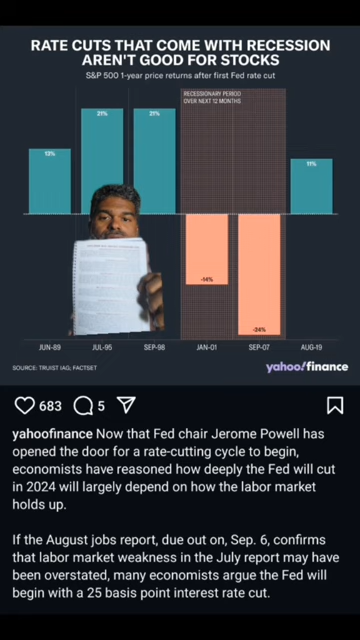 RATE CUTS THAT COME WITH RECESSION
AREN'T GOOD FOR STOCKS
S&P 500 1-year price returns after first Fed rate cut
RECESSIONARY PERIOD
OVER NEXT 12 MONTHS
13%
21%
21%
-14%
-24%
11%
JUN-89
JUL-95
SEP-98
JAN-01
SEP-07
AUG-19
SOURCE: TRUIST IAG; FACTSET
yahoo!finance
683
5
yahoofinance Now that Fed chair Jerome Powell has
opened the door for a rate-cutting cycle to begin,
economists have reasoned how deeply the Fed will cut
in 2024 will largely depend on how the labor market
holds up.
If the August jobs report, due out on, Sep. 6, confirms
that labor market weakness in the July report may have
been overstated, many economists argue the Fed will
begin with a 25 basis point interest rate cut.